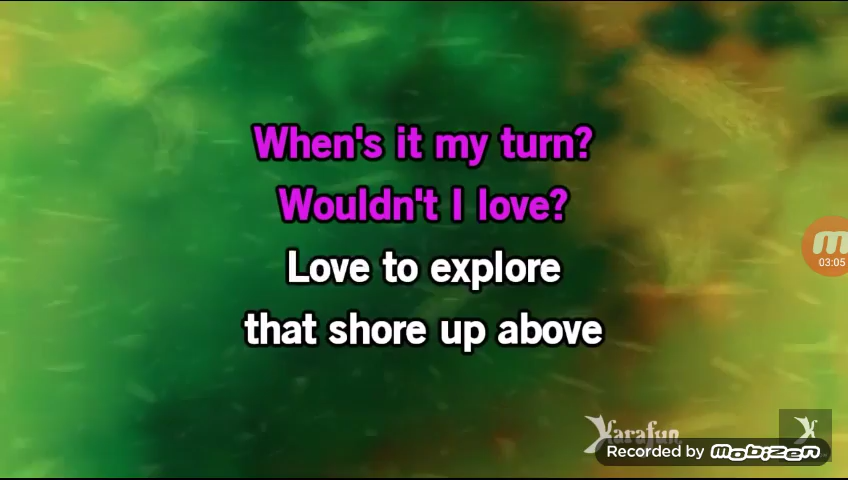 When's it my turn?
Wouldn't I love?
Love to explore
that shore up above
03:05
Karafun
Recorded by MOBIZEN